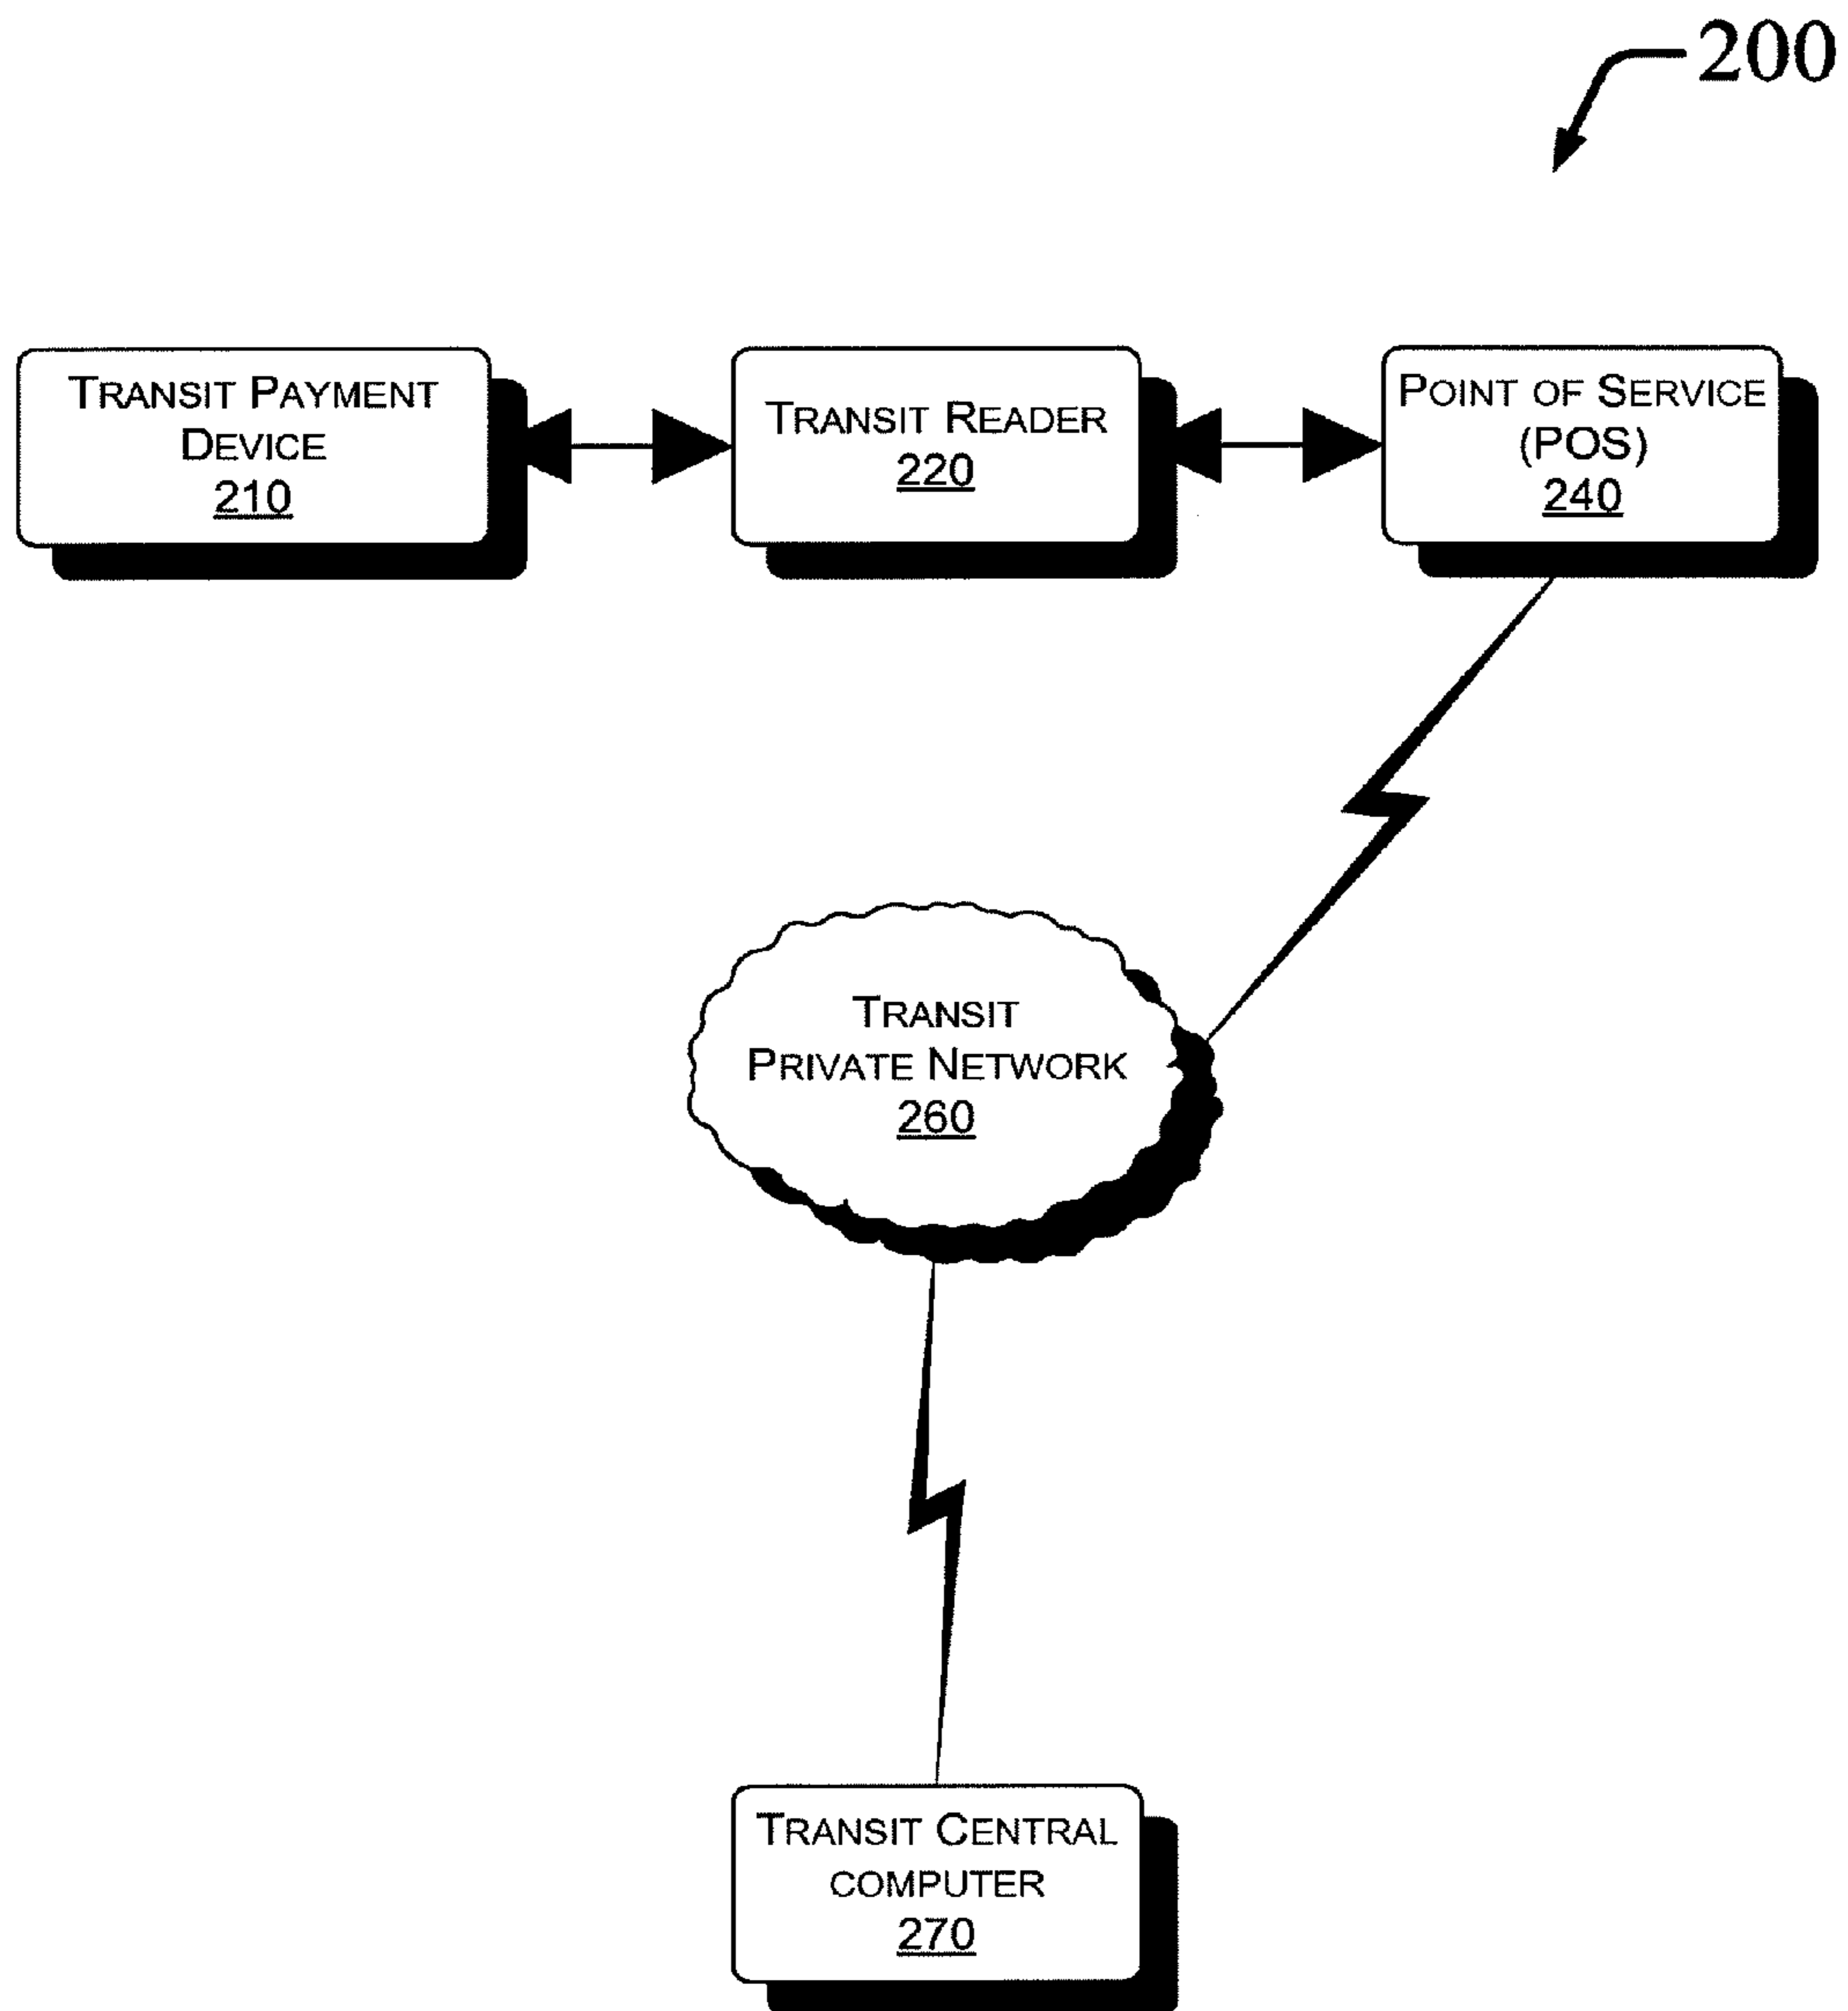 200
TRANSIT PAYMENT
DEVICE
210
TRANSIT READER
220
POINT OF SERVICE
(POS)
240
TRANSIT
PRIVATE NETWORK
260
TRANSIT CENTRAL
COMPUTER
270